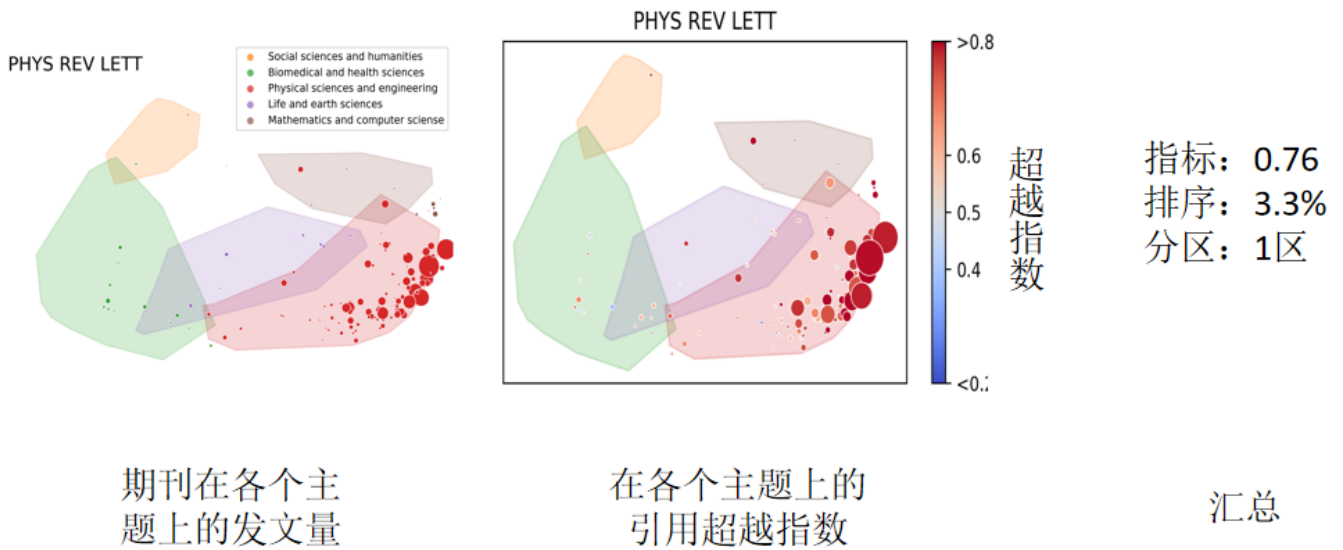 PHYS REV LETT
Social sciences and humanities
Biomedical and health sciences
Physical sciences and engineering
Life and earth sciences
Mathematics and computer sciense
PHYS REV LETT
>0.8
0.6
0.5
0.4
<0.2
超越指数
指标：0.76
排序：3.3%
分区：1区
期刊在各个主
题上的发文量
在各个主题上的
引用超越指数
汇总